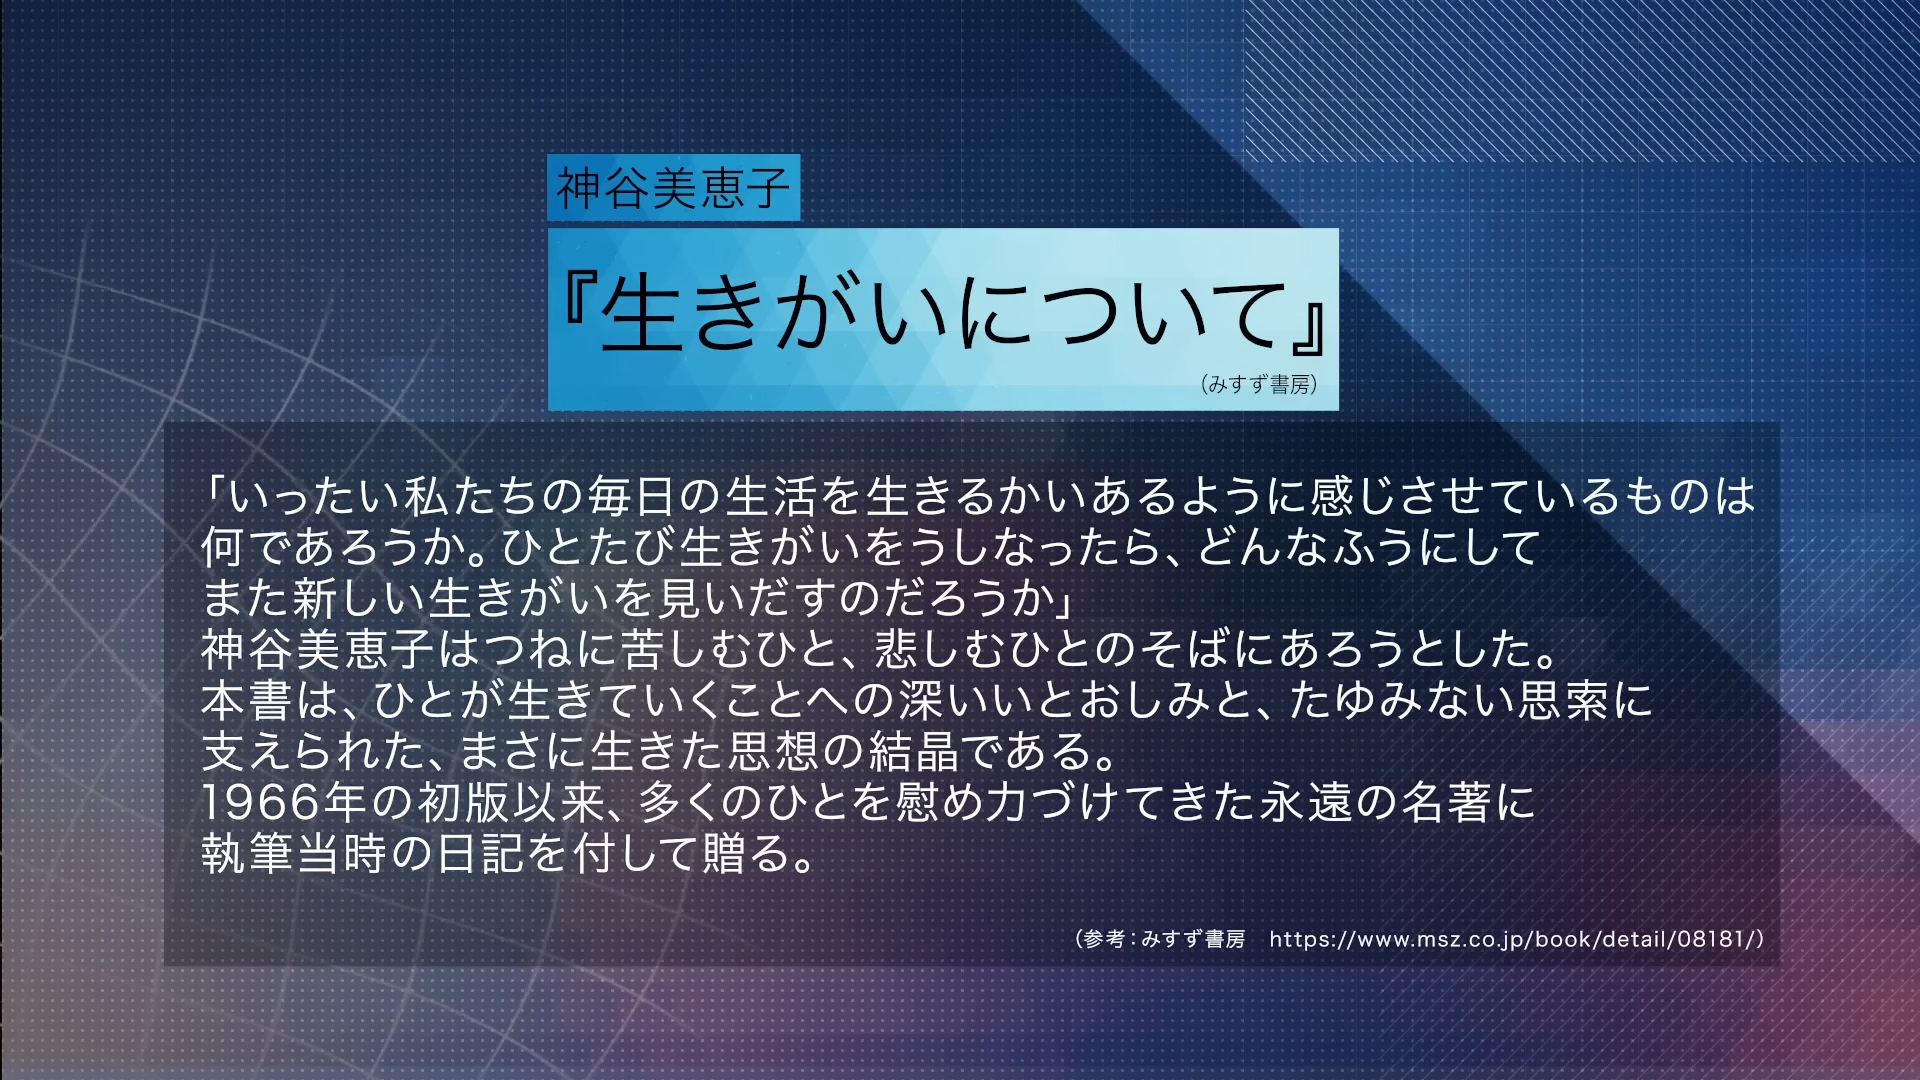 神谷美恵子
『生きがいについて』
（みすず書房）
「いったい私たちの毎日の生活を生きるかいあるように感じさせているものは
何であろうか。ひとたび生きがいをうしなったら、どんなふうにして
また新しい生きがいを見いだすのだろうか」
神谷美恵子はつねに苦しむひと、悲しむひとのそばにあろうとした。
本書は、ひとが生きていくことへの深いいとおしみと、たゆみない思索に
支えられた、まさに生きた思想の結晶である。
1966年の初版以来、多くのひとを慰め力づけてきた永遠の名著に
執筆当時の日記を付して贈る。
（参考：みすず書房　https://www.msz.co.jp/book/detail/08181/）